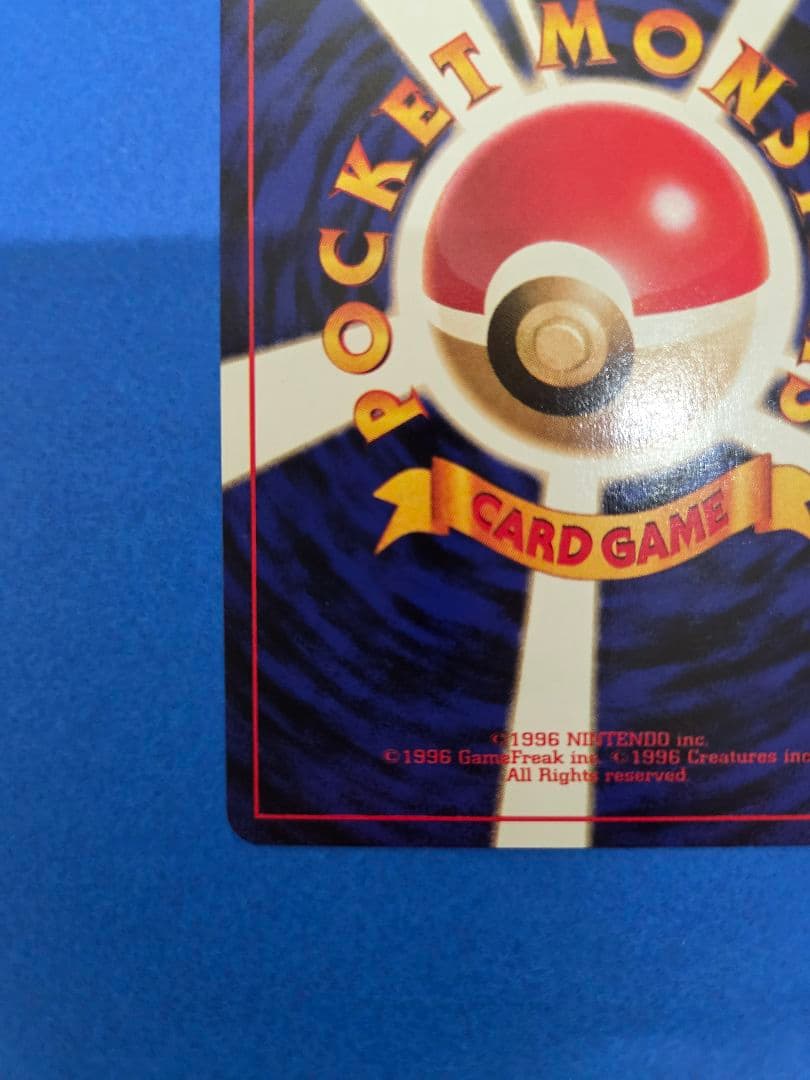 POCKET MONS
CARD GAME
©1996 NINTENDO inc.
©1996 GameFreak inc. ©1996 Creatures inc
All Rights reserved.